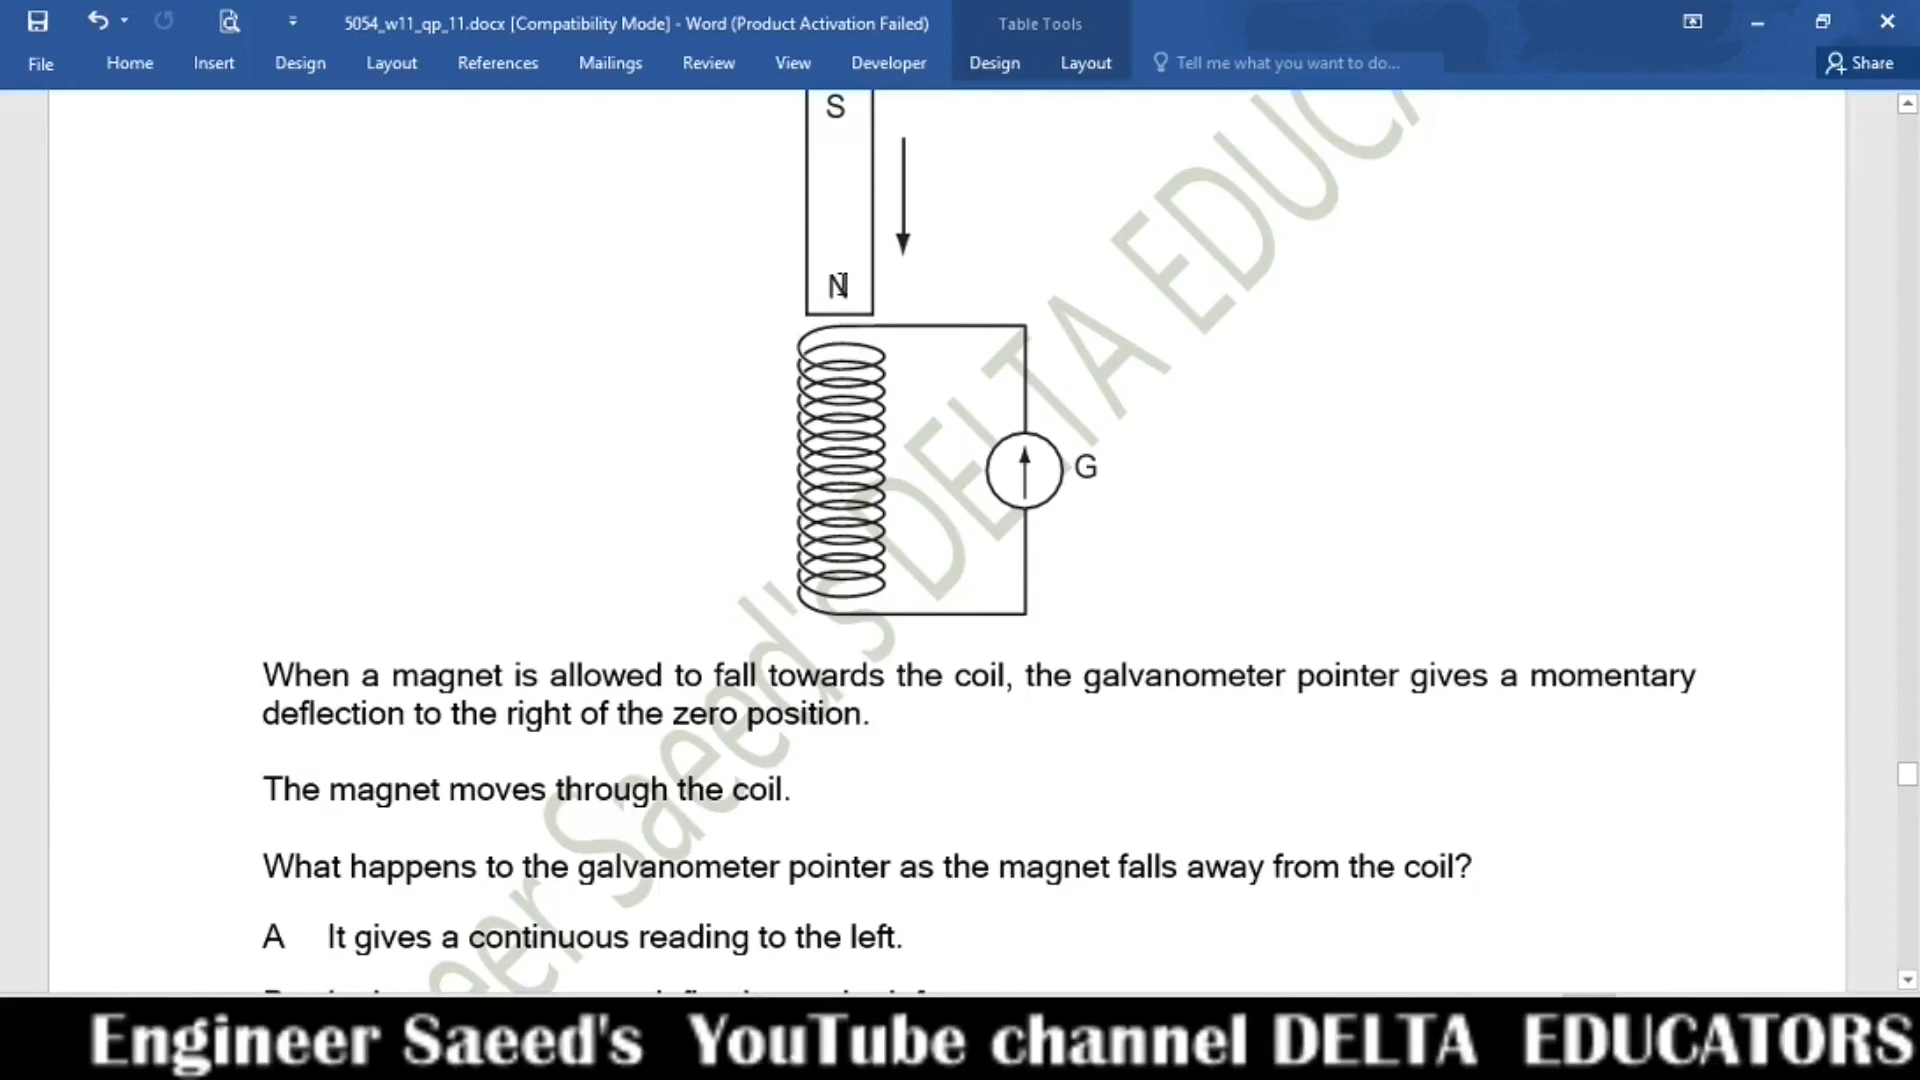 5054_w11_qp_11.docx [Compatibility Mode] - Word (Product Activation Failed)
Table Tools
File Home Insert Design Layout References Mailings Review View Developer Design Layout Tell me what you want to do... Share
S
N
G
When a magnet is allowed to fall towards the coil, the galvanometer pointer gives a momentary
deflection to the right of the zero position.
The magnet moves through the coil.
What happens to the galvanometer pointer as the magnet falls away from the coil?
A It gives a continuous reading to the left.
eer Saeed's DELTA EDUCA
Engineer Saeed's YouTube channel DELTA EDUCATORS